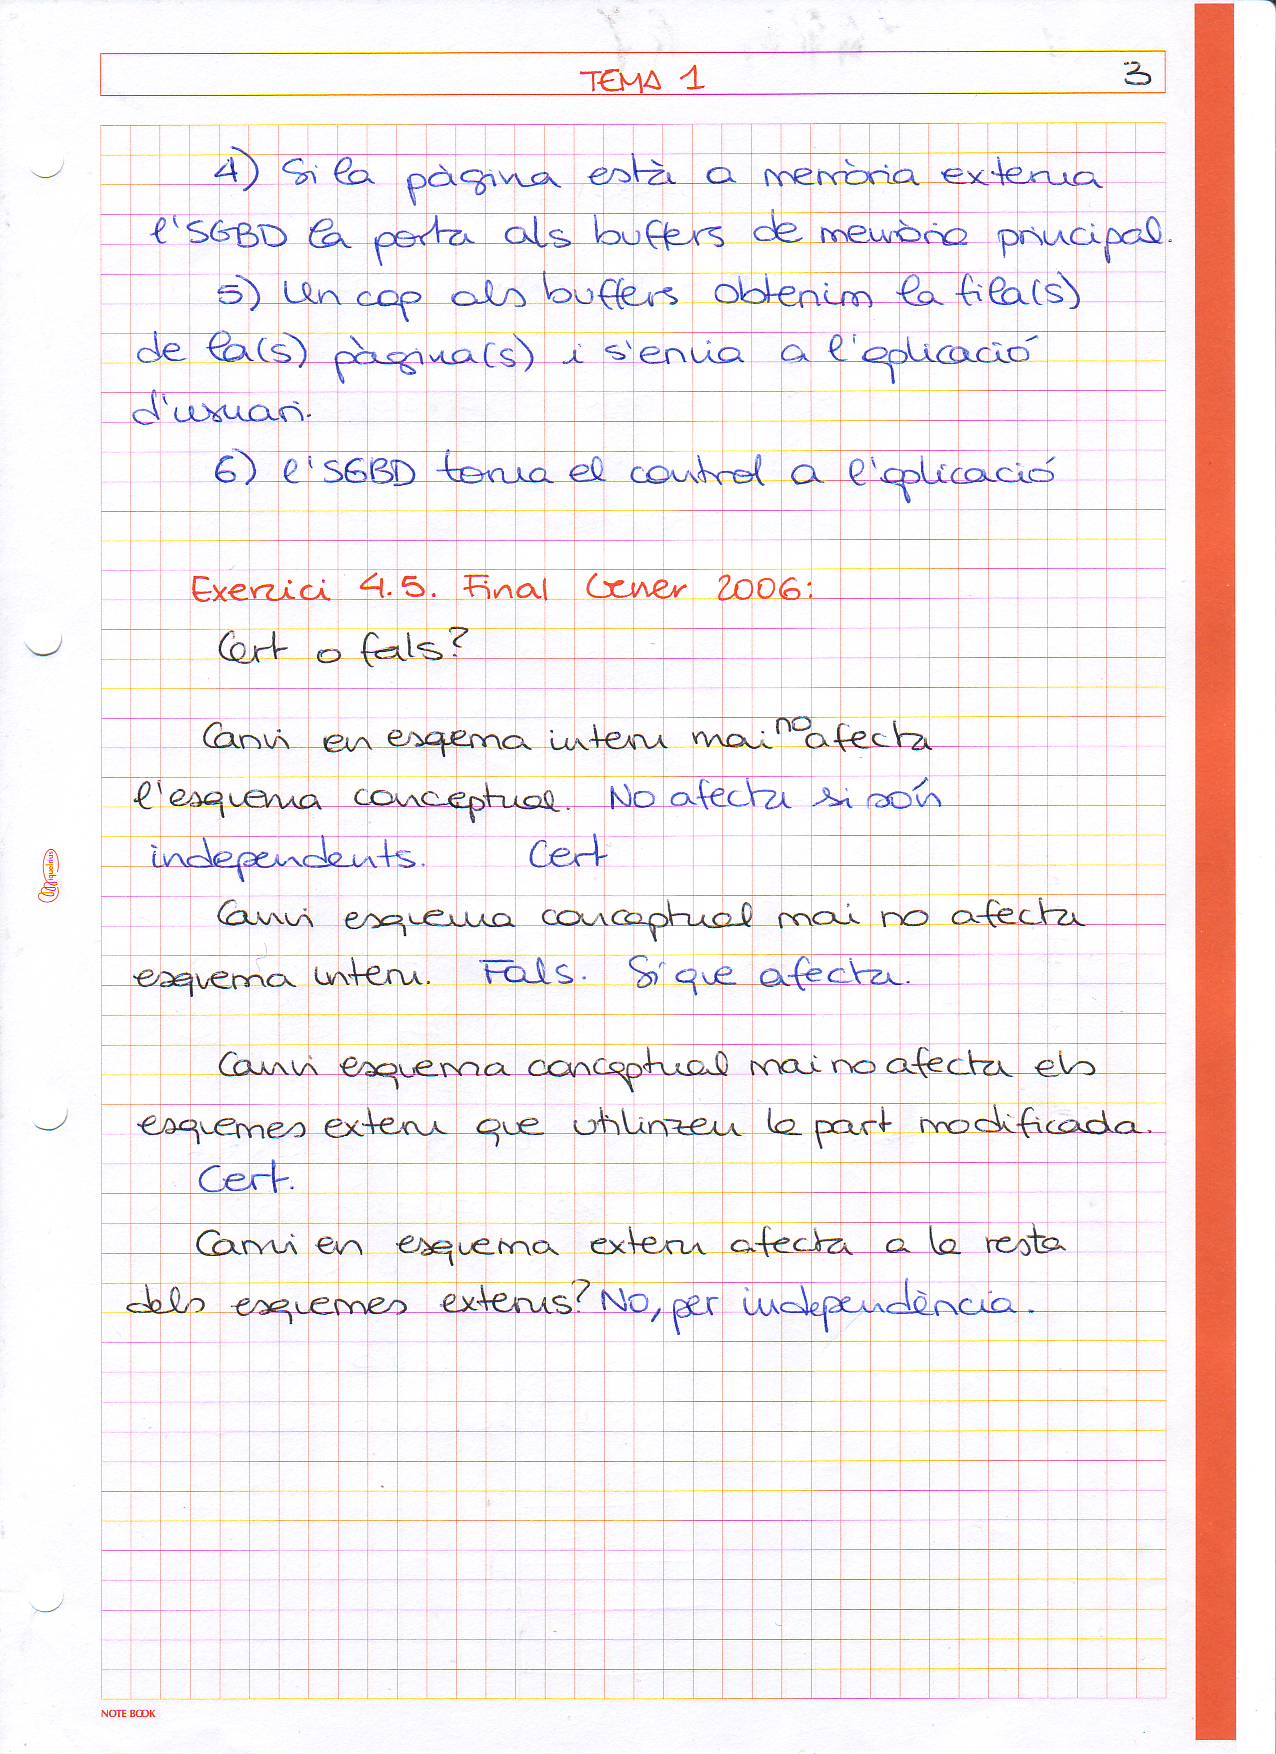 TEMA 1
3
4) Si la pàgina està a memòria externa
l'SGBD la porta als buffers de memòria principal.
5) Un cop als buffers obtenim la fila(s)
de la(s) pàgina(s) i s'envia a l'aplicació
d'usuari.
6) l'SGBD torna el control a l'aplicació
Exercici 4.5. Final Gener 2006:
Cert o fals?
Canvi en esqema intern mai no afecta
l'esquema conceptual. No afecta si són
independents. Cert
Canvi esquema conceptual mai no afecta
esquema intern. Fals. Sí que afecta.
Canvi esquema conceptual mai no afecta els
esquemes extern que utilinzeu la part modificada.
Cert.
Canvi en esquema extern afecta a la resta
dels esquemes externs? No, per independència.
miquelrius
NOTE BOOK